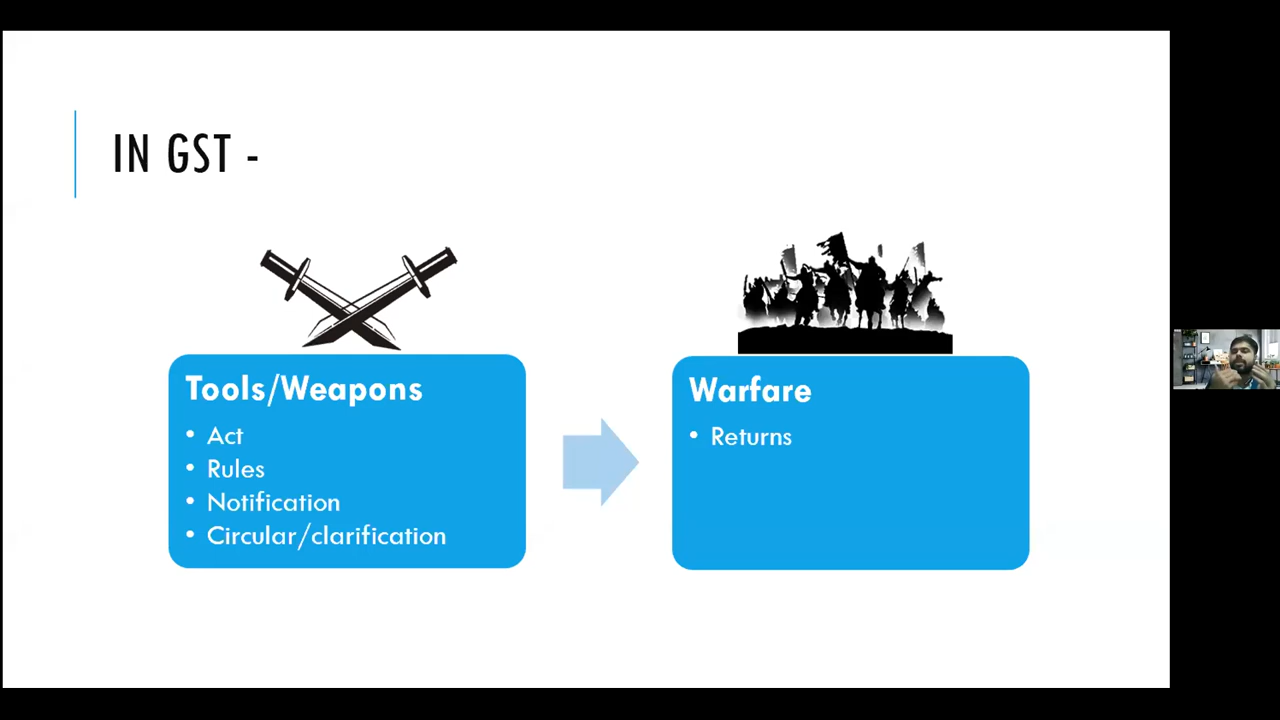 IN GST -
Tools/Weapons
• Act
• Rules
• Notification
• Circular/clarification
Warfare
• Returns